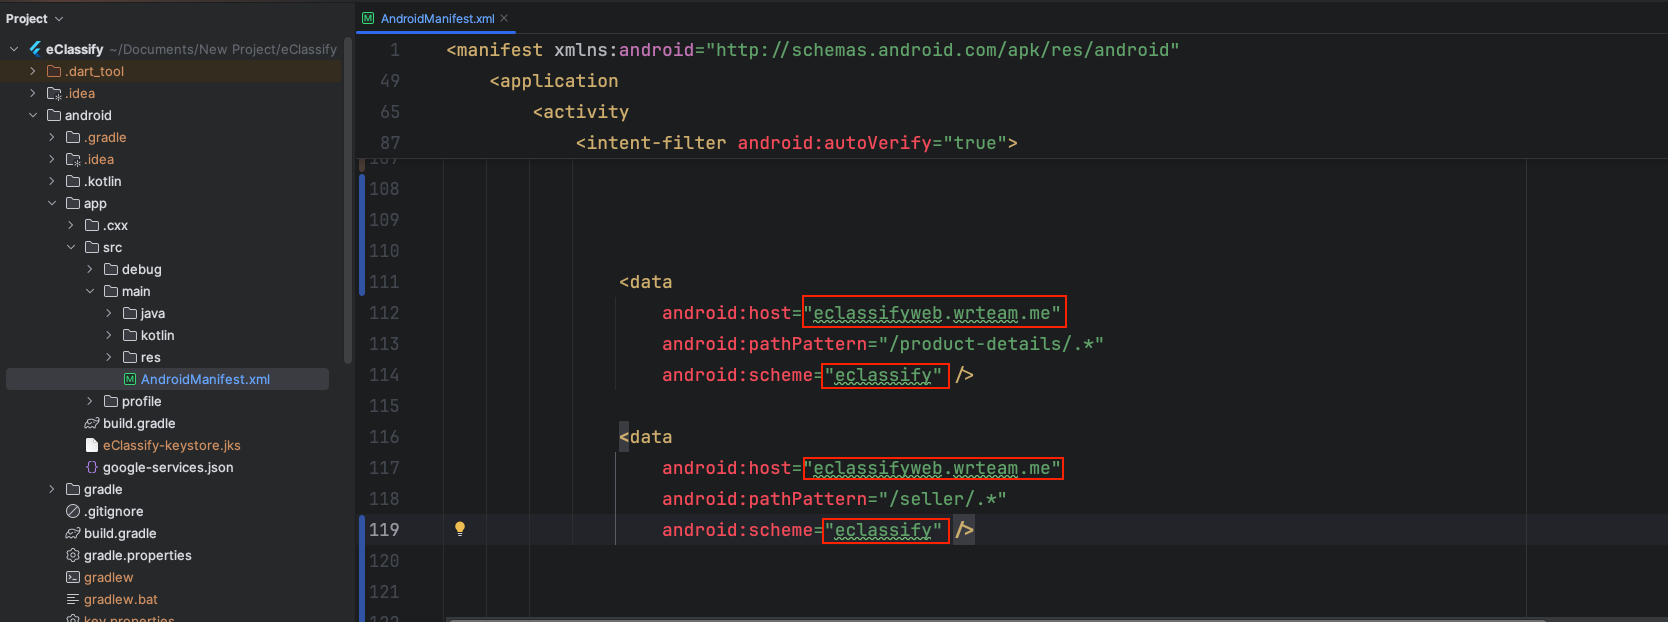 Project
eClassify ~/Documents/New Project/eClassify
.dart_tool
.idea
android
.gradle
.idea
.kotlin
app
.cxx
src
debug
main
java
kotlin
res
AndroidManifest.xml
profile
build.gradle
eClassify-keystore.jks
google-services.json
gradle
.gitignore
build.gradle
gradle.properties
gradlew
gradlew.bat
key.properties
AndroidManifest.xml
1 <manifest xmlns:android="http://schemas.android.com/apk/res/android"
49 <application
65 <activity
87 <intent-filter android:autoVerify="true">
107
108
109
110
111 <data
112 android:host="eclassifyweb.wrteam.me"
113 android:pathPattern="/product-details/.*"
114 android:scheme="eclassify" />
115
116 <data
117 android:host="eclassifyweb.wrteam.me"
118 android:pathPattern="/seller/.*"
119 android:scheme="eclassify" />
120
121
122